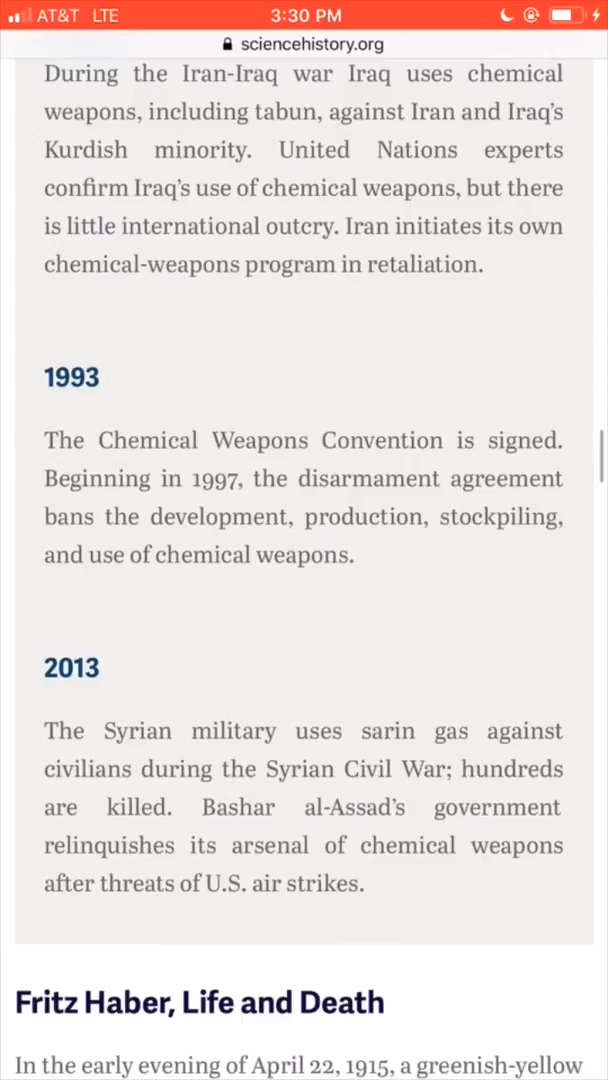 AT&T LTE 3:30 PM
sciencehistory.org
During the Iran-Iraq war Iraq uses chemical
weapons, including tabun, against Iran and Iraq's
Kurdish minority. United Nations experts
confirm Iraq's use of chemical weapons, but there
is little international outcry. Iran initiates its own
chemical-weapons program in retaliation.
1993
The Chemical Weapons Convention is signed.
Beginning in 1997, the disarmament agreement
bans the development, production, stockpiling,
and use of chemical weapons.
2013
The Syrian military uses sarin gas against
civilians during the Syrian Civil War; hundreds
are killed. Bashar al-Assad's government
relinquishes its arsenal of chemical weapons
after threats of U.S. air strikes.
Fritz Haber, Life and Death
In the early evening of April 22, 1915, a greenish-yellow